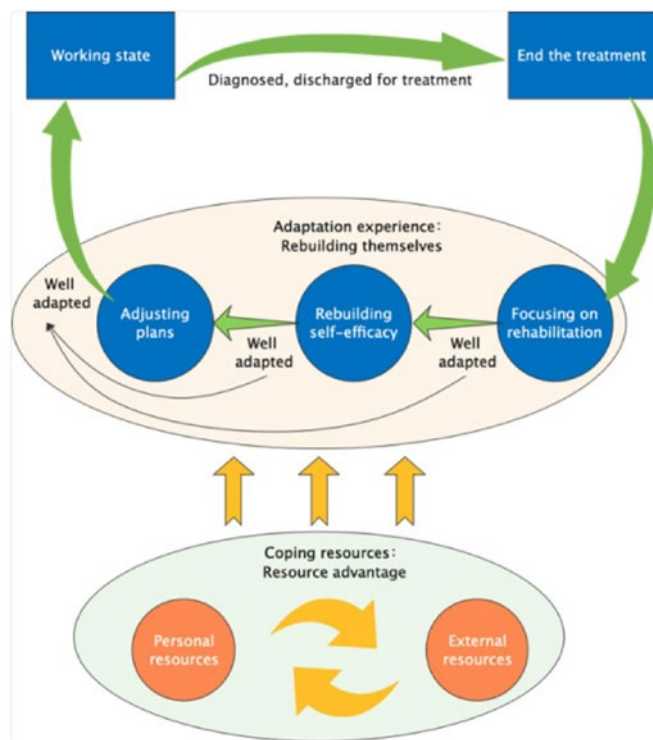 Working state
End the treatment
Diagnosed, discharged for treatment
Adaptation experience:
Rebuilding themselves
Well
adapted
Adjusting
plans
Rebuilding
self-efficacy
Focusing on
rehabilitation
Well
adapted
Well
adapted
Coping resources:
Resource advantage
Personal
resources
External
resources